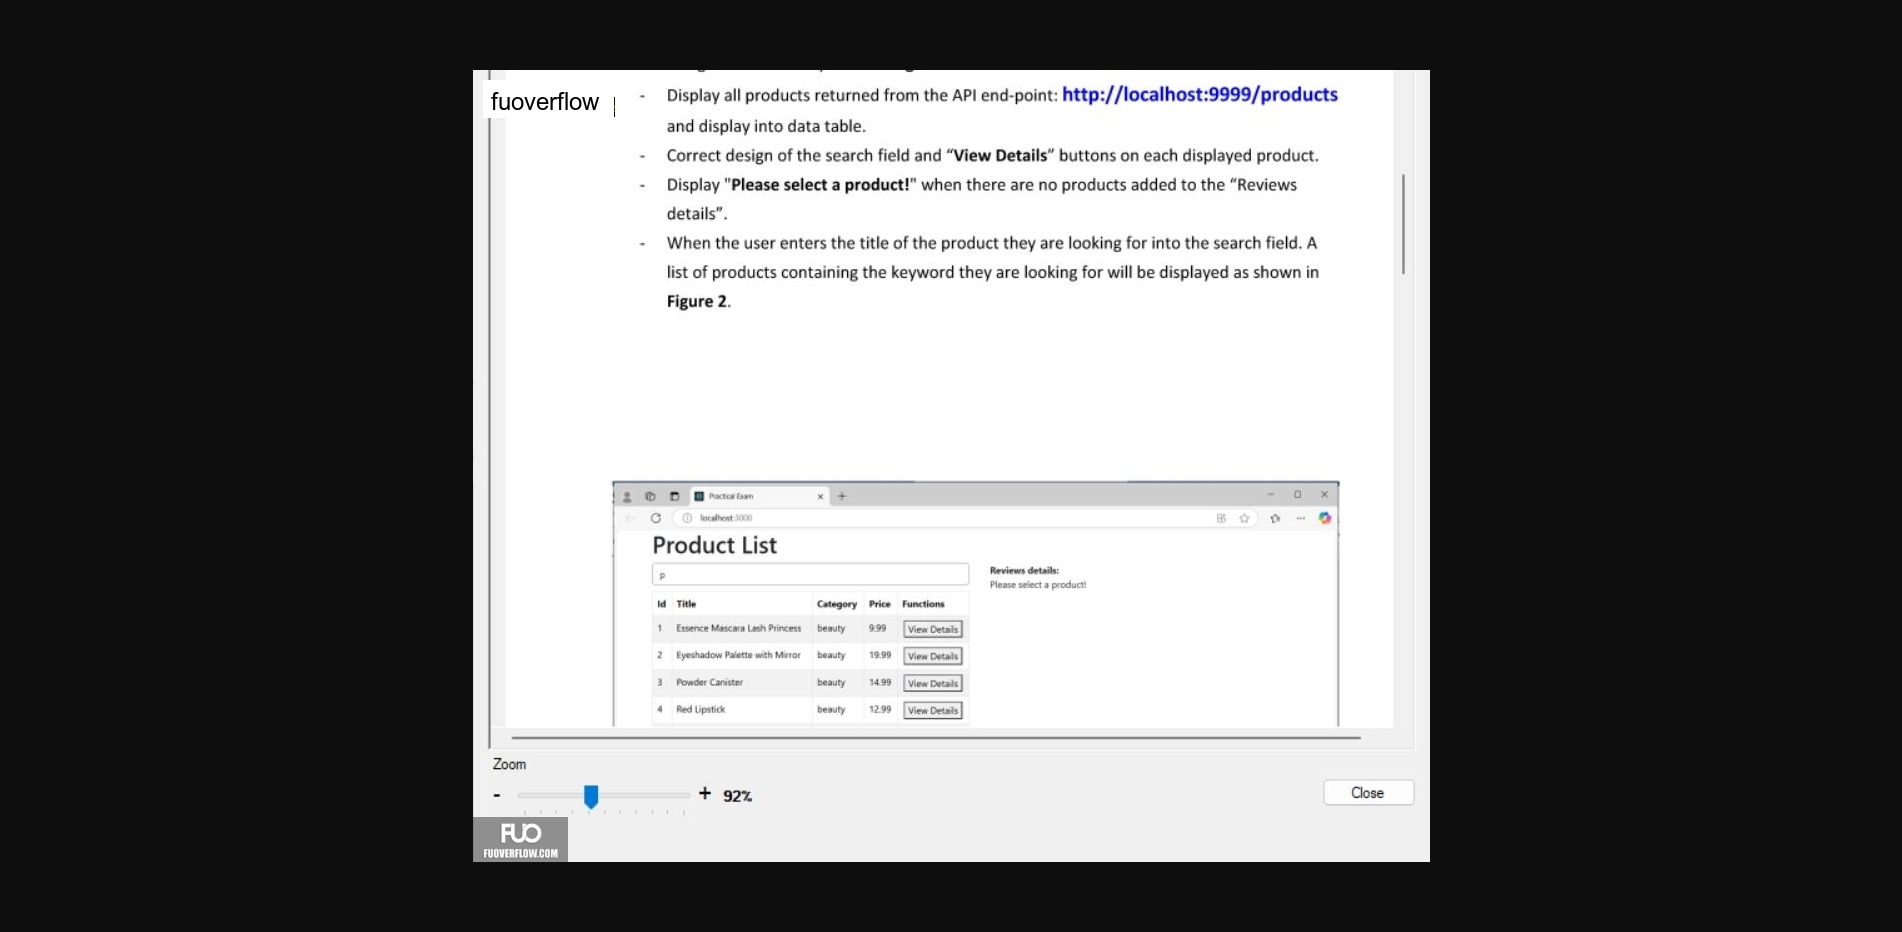 fuoverflow
- Display all products returned from the API end-point: http://localhost:9999/products
and display into data table.
- Correct design of the search field and “View Details” buttons on each displayed product.
- Display "Please select a product!" when there are no products added to the “Reviews
details”.
- When the user enters the title of the product they are looking for into the search field. A
list of products containing the keyword they are looking for will be displayed as shown in
Figure 2.
Practical Exam
localhost:3000
Product List
p
Reviews details:
Please select a product!
Id Title Category Price Functions
1 Essence Mascara Lash Princess beauty 9.99 View Details
2 Eyeshadow Palette with Mirror beauty 19.99 View Details
3 Powder Canister beauty 14.99 View Details
4 Red Lipstick beauty 12.99 View Details
Zoom
- + 92%
Close
FUO
FUOVERFLOW.COM